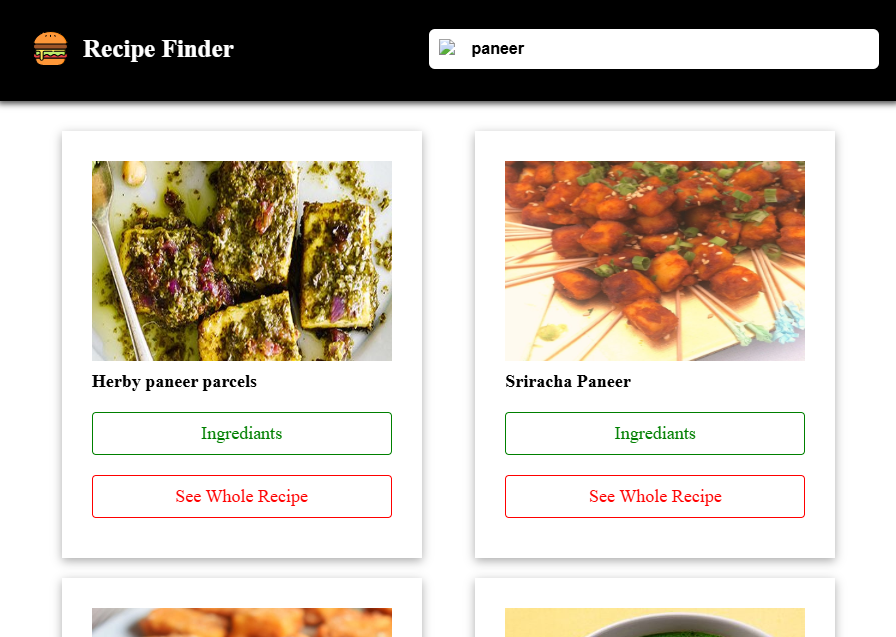 Recipe Finder
paneer
Herby paneer parcels
Sriracha Paneer
Ingrediants
Ingrediants
See Whole Recipe
See Whole Recipe